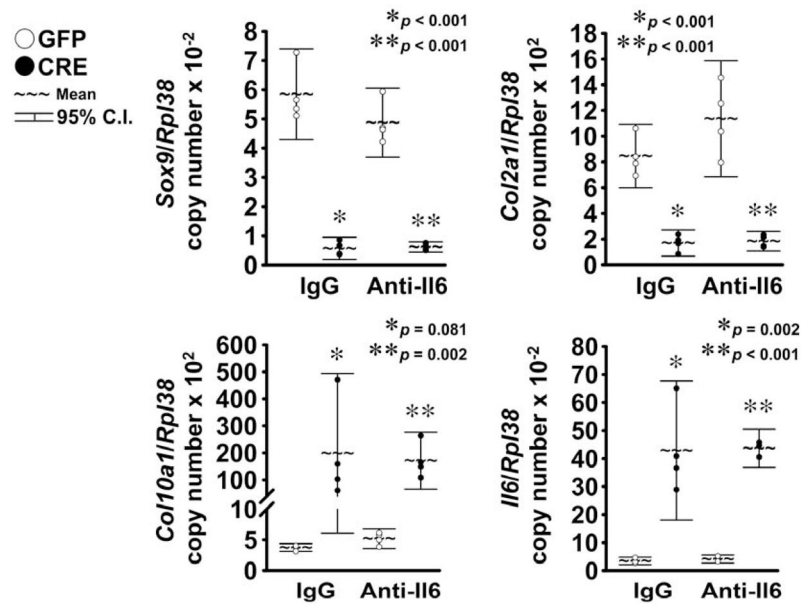 GFP
CRE
~~~ Mean
95% C.I.
Sox9/Rpl38
copy number x 10⁻²
8
7
6
5
4
3
2
1
0
*p < 0.001
**p < 0.001
*
**
IgG
Anti-Il6
Col2a1/Rpl38
copy number x 10²
18
16
14
12
10
8
6
4
2
0
*p < 0.001
**p < 0.001
*
**
IgG
Anti-Il6
Col10a1/Rpl38
copy number x 10²
600
500
400
300
200
100
10
5
0
*p = 0.081
**p = 0.002
*
**
IgG
Anti-Il6
Il6/Rpl38
copy number x 10⁻²
80
70
60
50
40
30
20
10
0
*p = 0.002
**p < 0.001
*
**
IgG
Anti-Il6